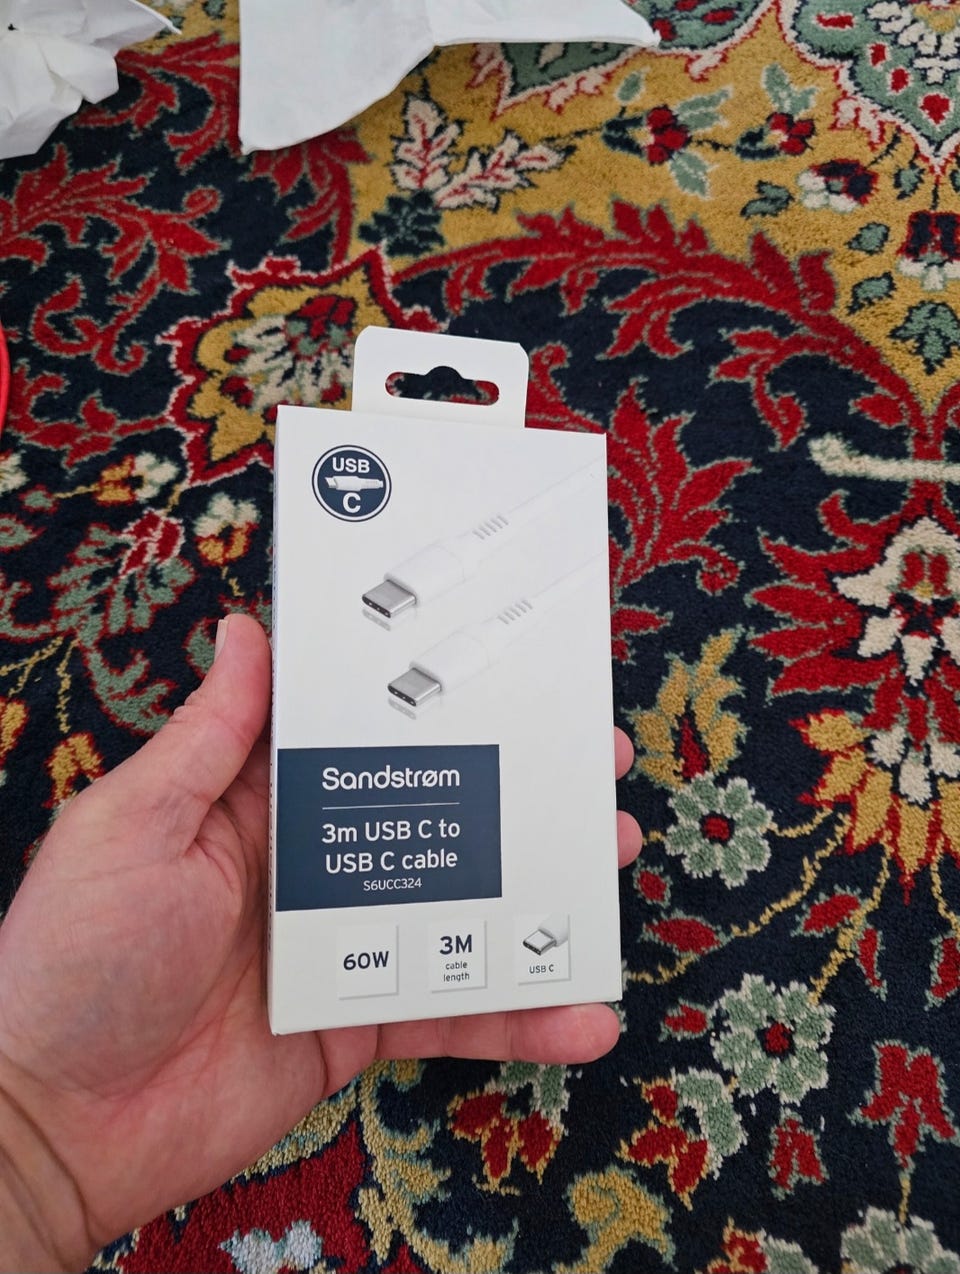 USB
C
Sandstrøm
3m USB C to
USB C cable
S6UCC324
60W
3M
cable
length
USB C